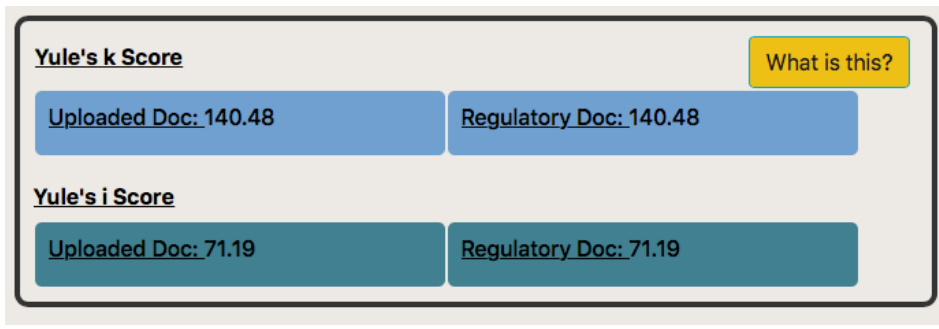 Yule's k Score
What is this?
Uploaded Doc: 140.48
Regulatory Doc: 140.48
Yule's i Score
Uploaded Doc: 71.19
Regulatory Doc: 71.19